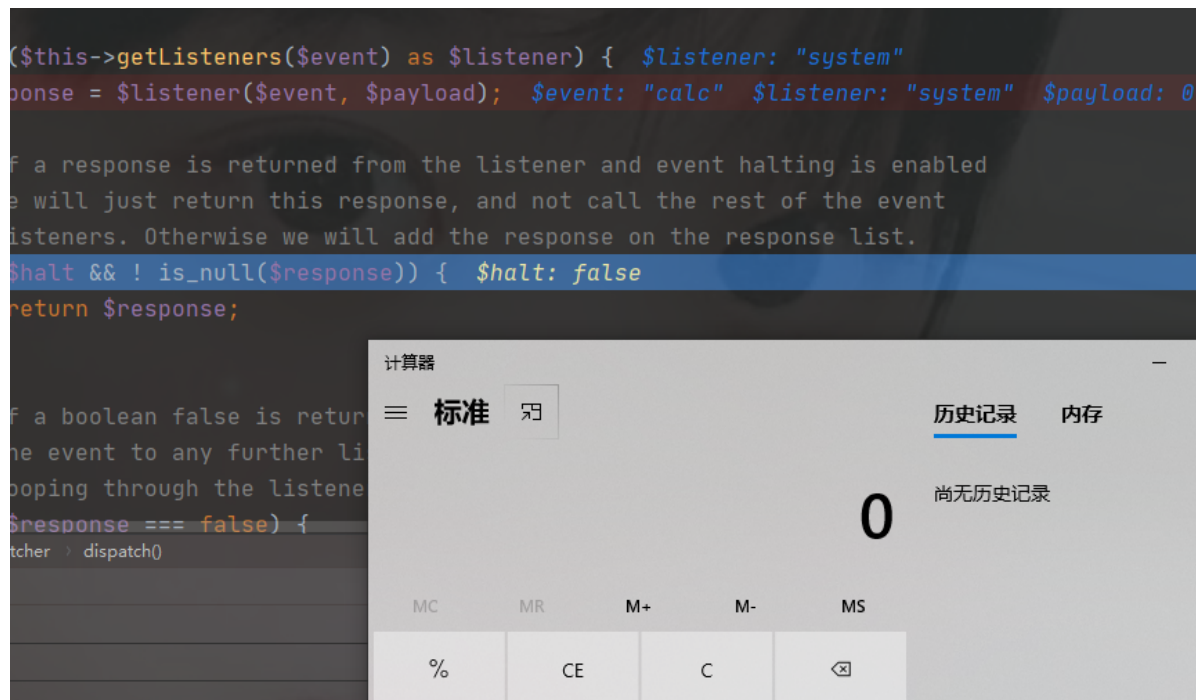 ($this->getListeners($event) as $listener) {  $listener: "system"
ponse = $listener($event, $payload);  $event: "calc"  $listener: "system"  $payload: 0
f a response is returned from the listener and event halting is enabled
e will just return this response, and not call the rest of the event
isteners. Otherwise we will add the response on the response list.
$halt && ! is_null($response)) {  $halt: false
return $response;
f a boolean false is retur
he event to any further li
ooping through the listene
$response === false) {
tcher > dispatch()
计算器
标准
历史记录 内存
尚无历史记录
0
MC MR M+ M- MS
% CE C